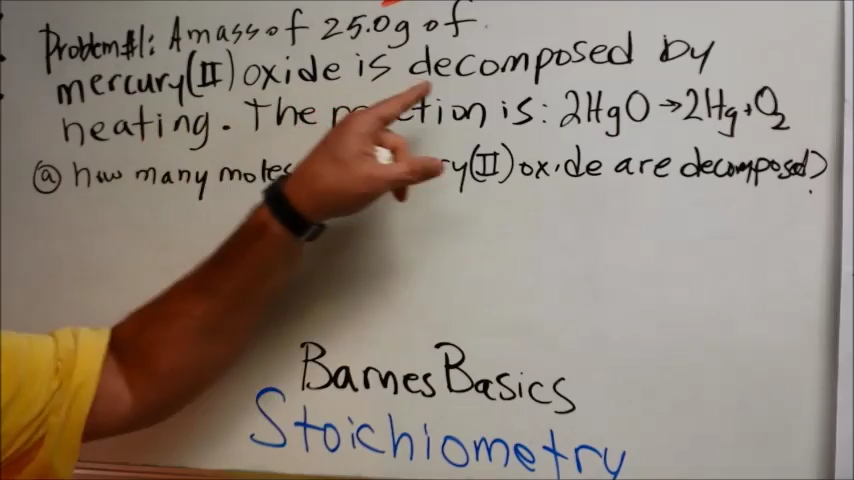 Problem #1: A mass of 25.0g of
mercury(II) oxide is decomposed by
heating. The reaction is: 2HgO → 2Hg + O₂
ⓐ how many moles ry(II) oxide are decomposed?
Barnes Basics
Stoichiometry